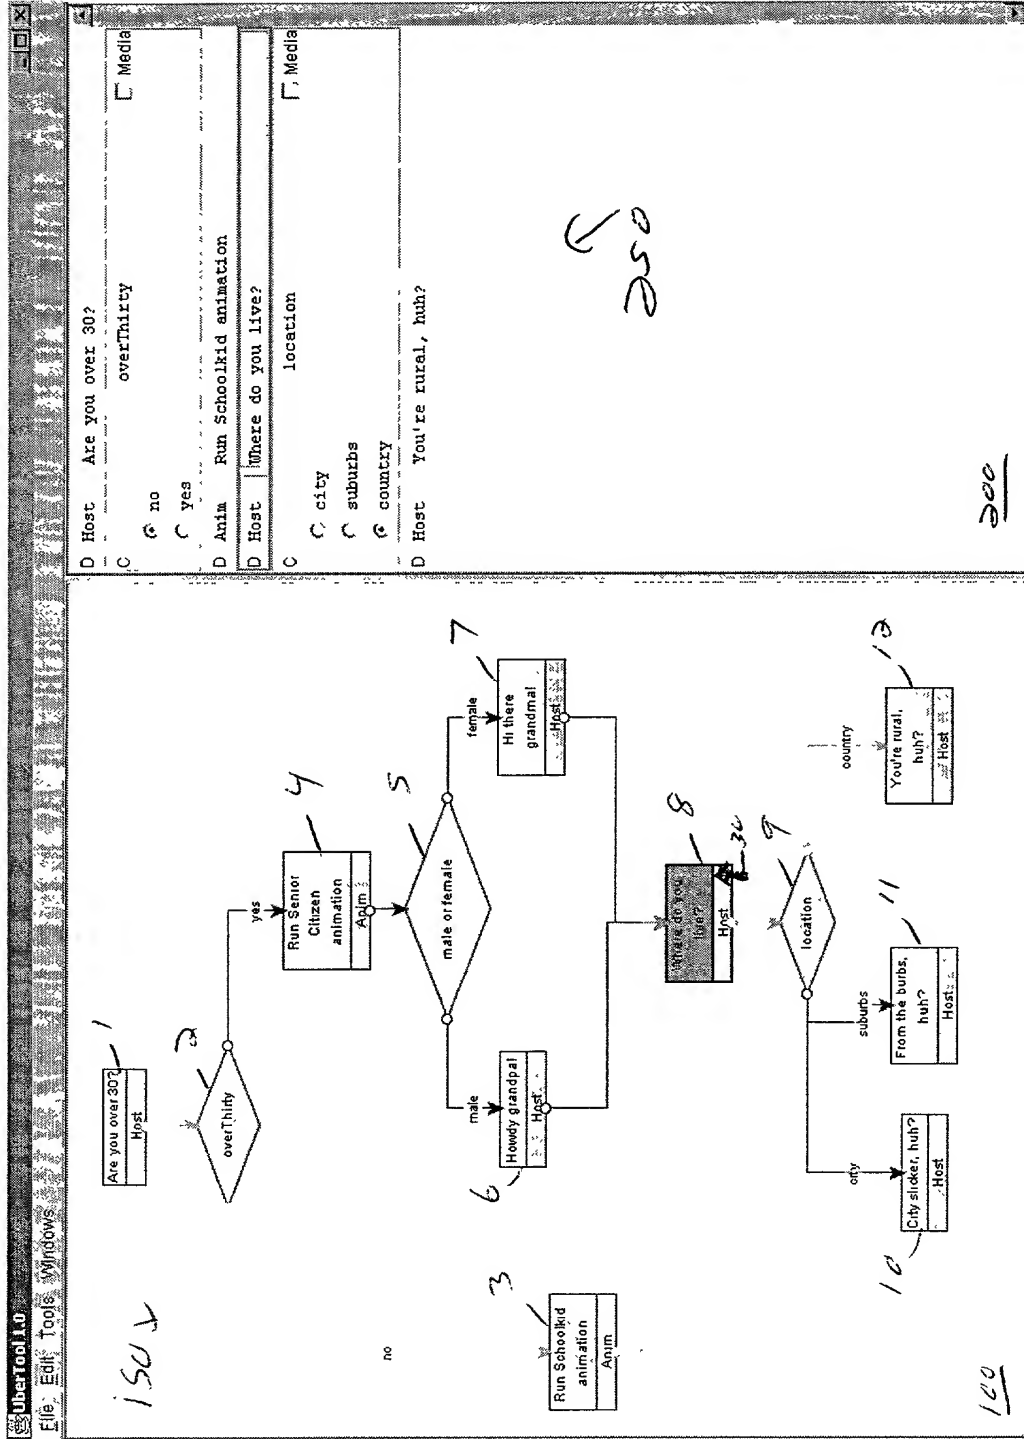 UberTool 1.0
File Edit Tools Windows
150
Are you over 30?
Host
1
overThirty
2
yes
no
Run Senior
Citizen
animation
Anim
4
male or female
5
male
female
Howdy grandpa!
Host
6
Hi there
grandma!
Host
7
Run Schoolkid
animation
Anim
3
Where do you
live?
Host
8
30
location
9
city
suburbs
country
City slicker, huh?
Host
10
From the burbs,
huh?
Host
11
You're rural,
huh?
Host
12
100
D Host Are you over 30?
C overThirty Media
no
yes
D Anim Run Schoolkid animation
D Host Where do you live?
C location Media
city
suburbs
country
D Host You're rural, huh?
250
200